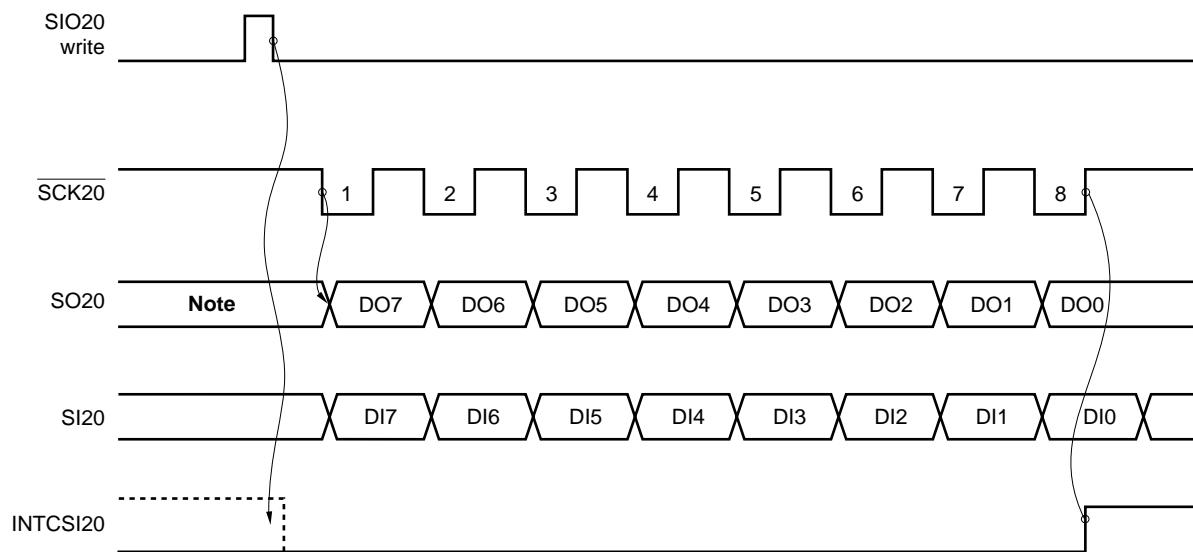 SIO20
write
SCK20
1 2 3 4 5 6 7 8
SO20
Note DO7 DO6 DO5 DO4 DO3 DO2 DO1 DO0
SI20
DI7 DI6 DI5 DI4 DI3 DI2 DI1 DI0
INTCSI20